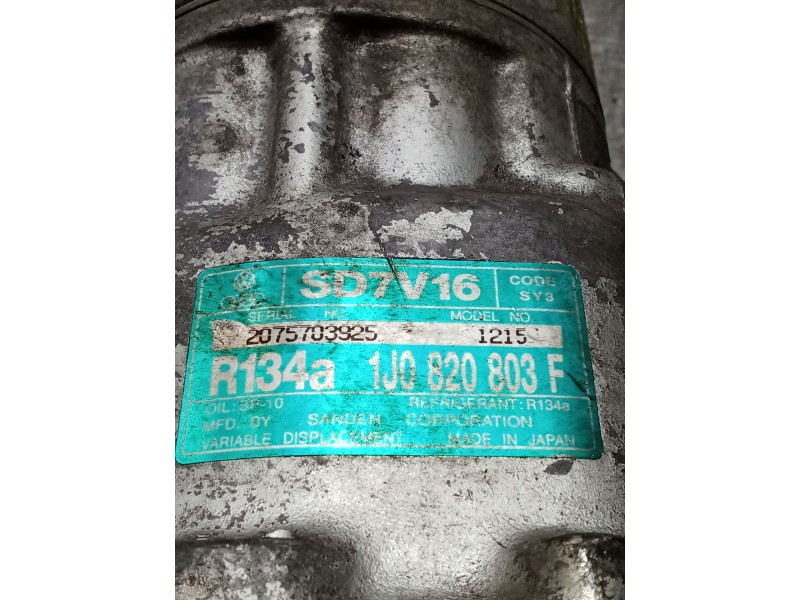 SD7V16
CODE
SY3
SERIAL NO. MODEL NO.
2075703925 1215
R134a 1J0 820 803 F
OIL: SP-10 REFRIGERANT: R134a
MFD. BY SANDEN CORPORATION
VARIABLE DISPLACEMENT MADE IN JAPAN